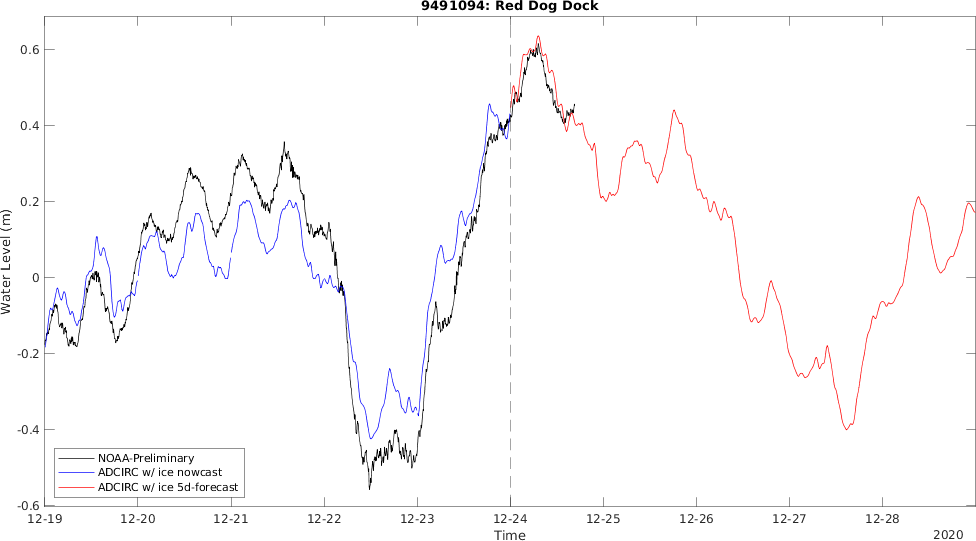 9491094: Red Dog Dock
Water Level (m)
0.6
0.4
0.2
0
-0.2
-0.4
-0.6
NOAA-Preliminary
ADCIRC w/ ice nowcast
ADCIRC w/ ice 5d-forecast
12-19 12-20 12-21 12-22 12-23 12-24 12-25 12-26 12-27 12-28
Time
2020